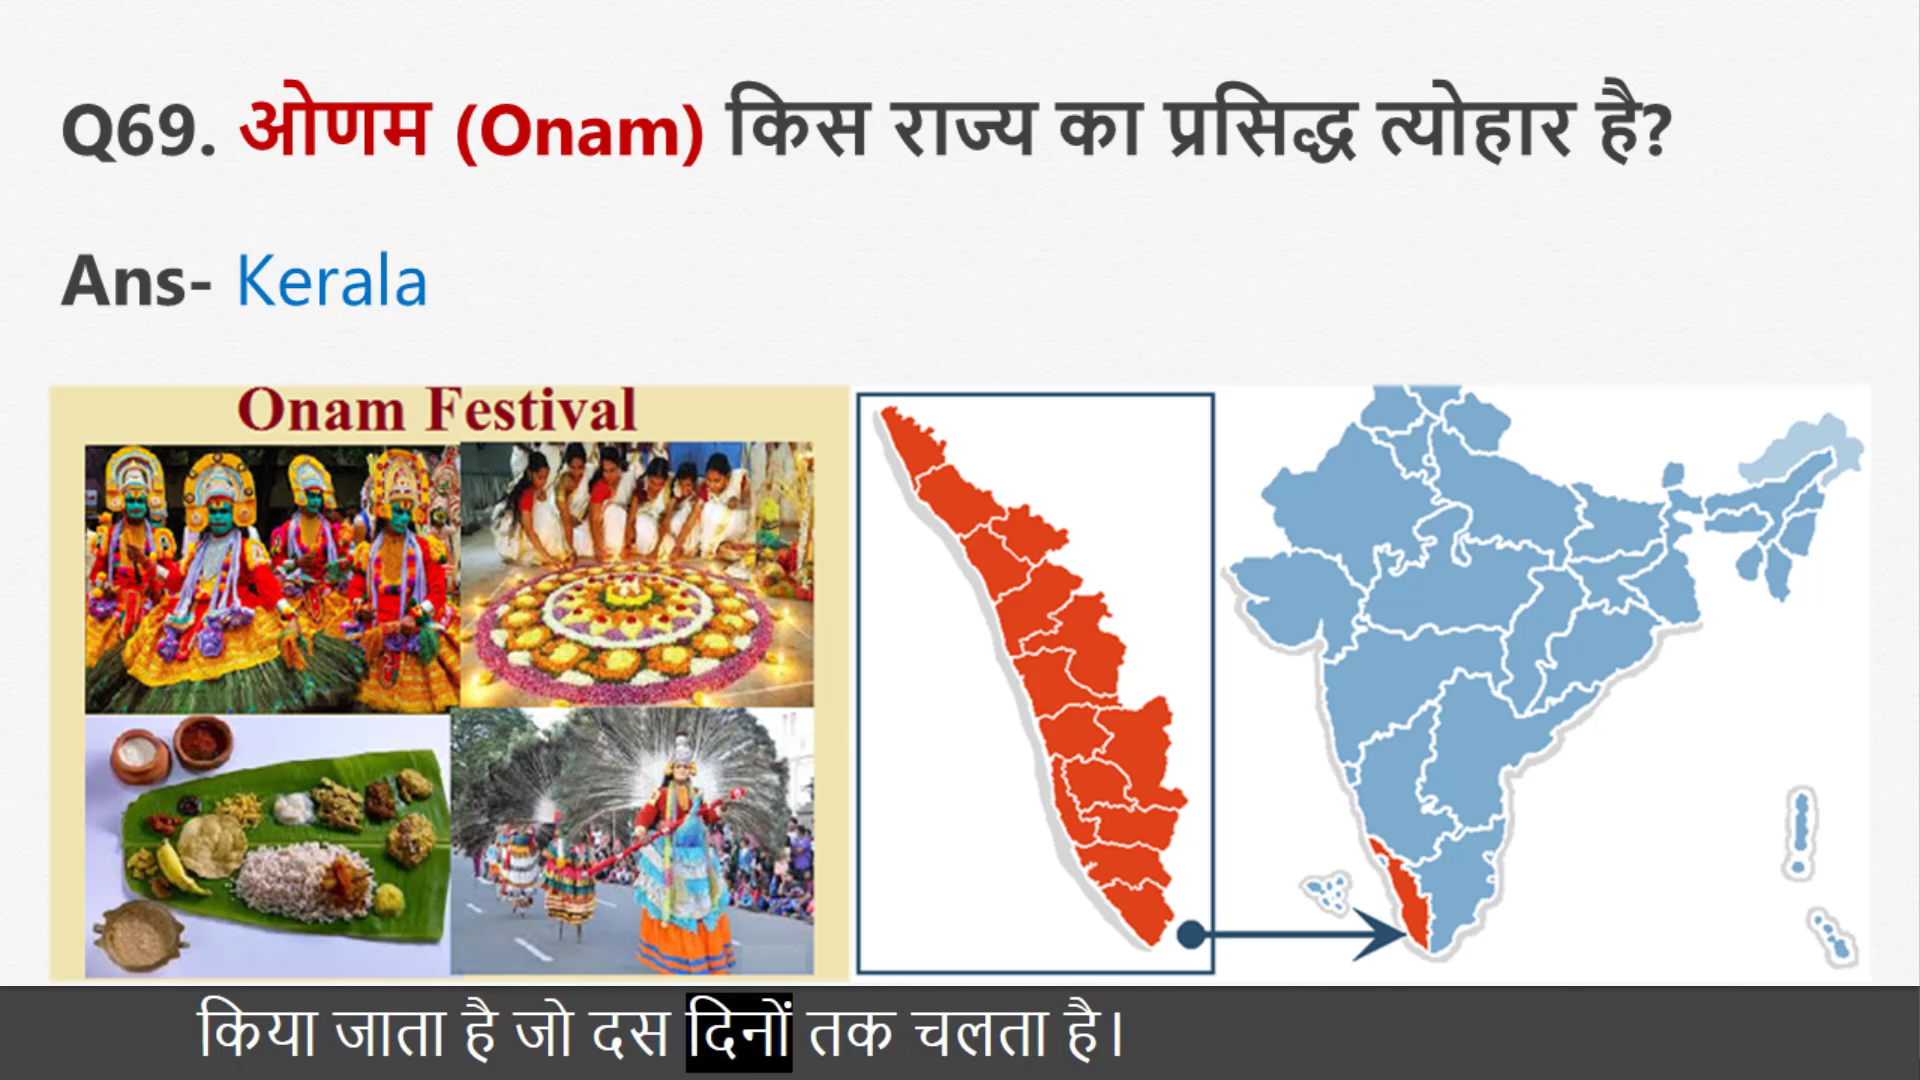 Q69. ओणम (Onam) किस राज्य का प्रसिद्ध त्योहार है?
Ans- Kerala
Onam Festival
किया जाता है जो दस दिनों तक चलता है।